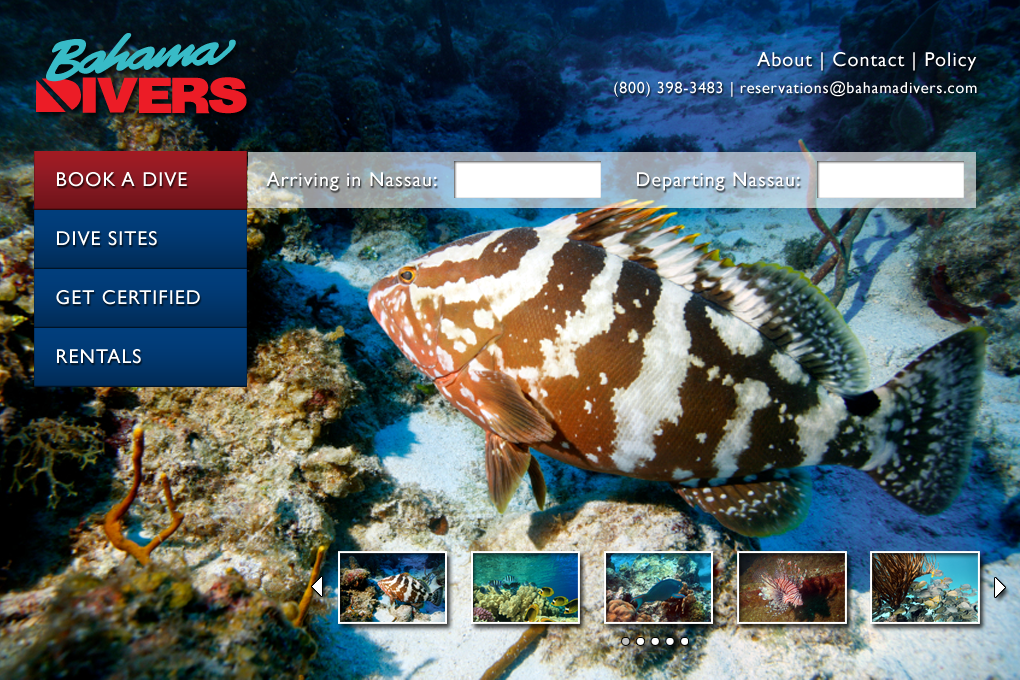 Bahama
DIVERS
About | Contact | Policy
(800) 398-3483 | reservations@bahamadivers.com
BOOK A DIVE
Arriving in Nassau:
Departing Nassau:
DIVE SITES
GET CERTIFIED
RENTALS